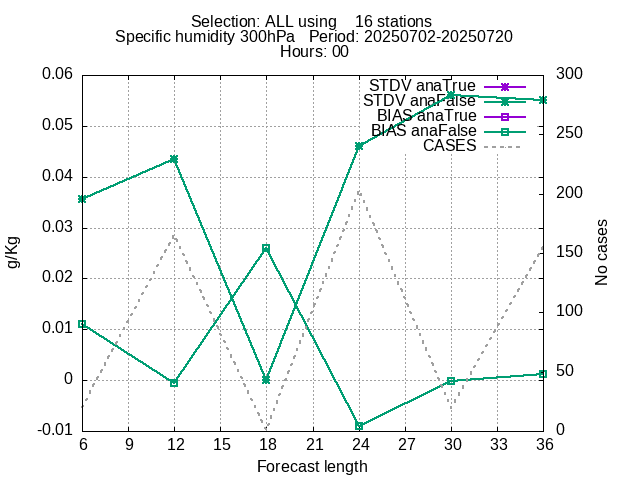 Selection: ALL using    16 stations
Specific humidity 300hPa   Period: 20250702-20250720
Hours: 00
STDV anaTrue
STDV anaFalse
BIAS anaTrue
BIAS anaFalse
CASES
0.06
0.05
0.04
0.03
0.02
0.01
0
-0.01
g/Kg
300
250
200
150
100
50
0
No cases
6 9 12 15 18 21 24 27 30 33 36
Forecast length